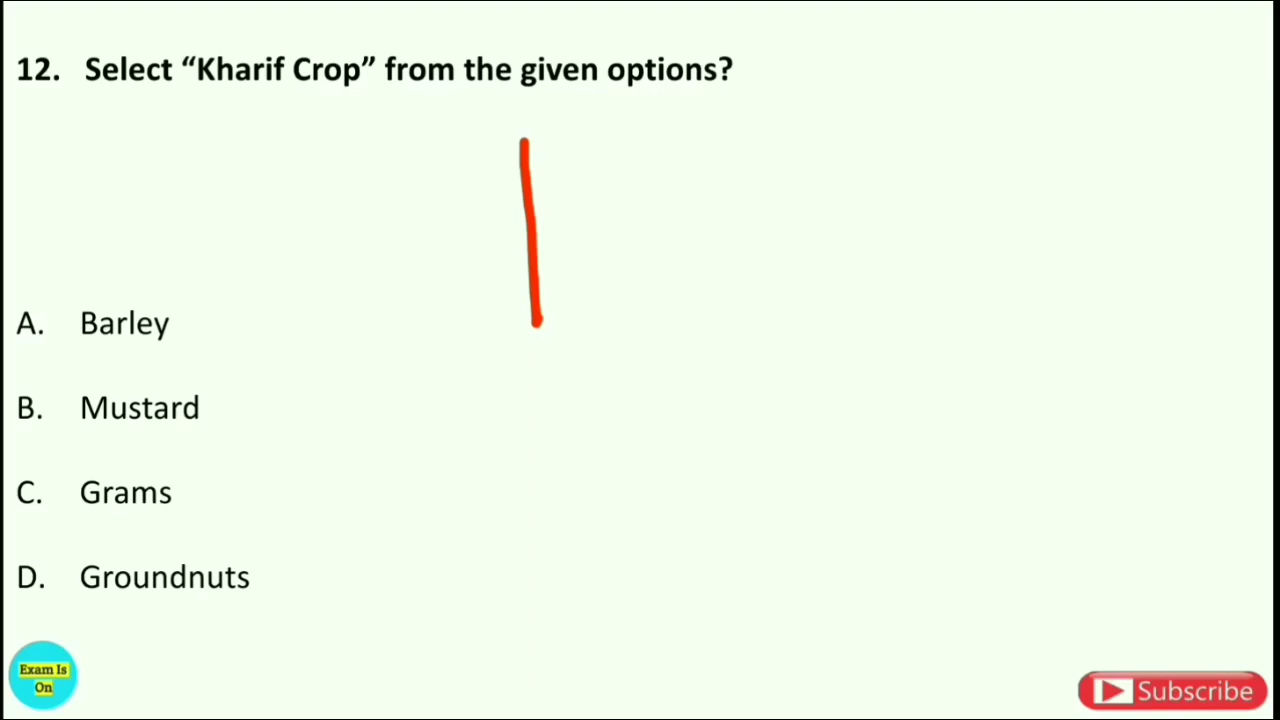 12. Select “Kharif Crop” from the given options?
A. Barley
B. Mustard
C. Grams
D. Groundnuts
Exam Is
On
Subscribe